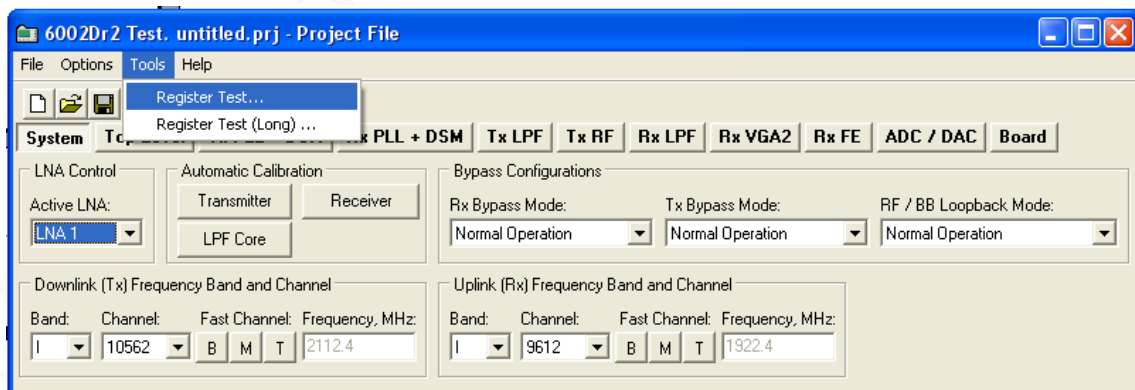 6002Dr2 Test. untitled.prj - Project File
File Options Tools Help
Register Test...
Register Test (Long) ...
System PLL + DSM Tx LPF Tx RF Rx LPF Rx VGA2 Rx FE ADC / DAC Board
LNA Control Automatic Calibration Bypass Configurations
Active LNA: Transmitter Receiver Rx Bypass Mode: Tx Bypass Mode: RF / BB Loopback Mode:
LNA 1 LPF Core Normal Operation Normal Operation Normal Operation
Downlink (Tx) Frequency Band and Channel Uplink (Rx) Frequency Band and Channel
Band: Channel: Fast Channel: Frequency, MHz: Band: Channel: Fast Channel: Frequency, MHz:
I 10562 B M T 2112.4 I 9612 B M T 1922.4